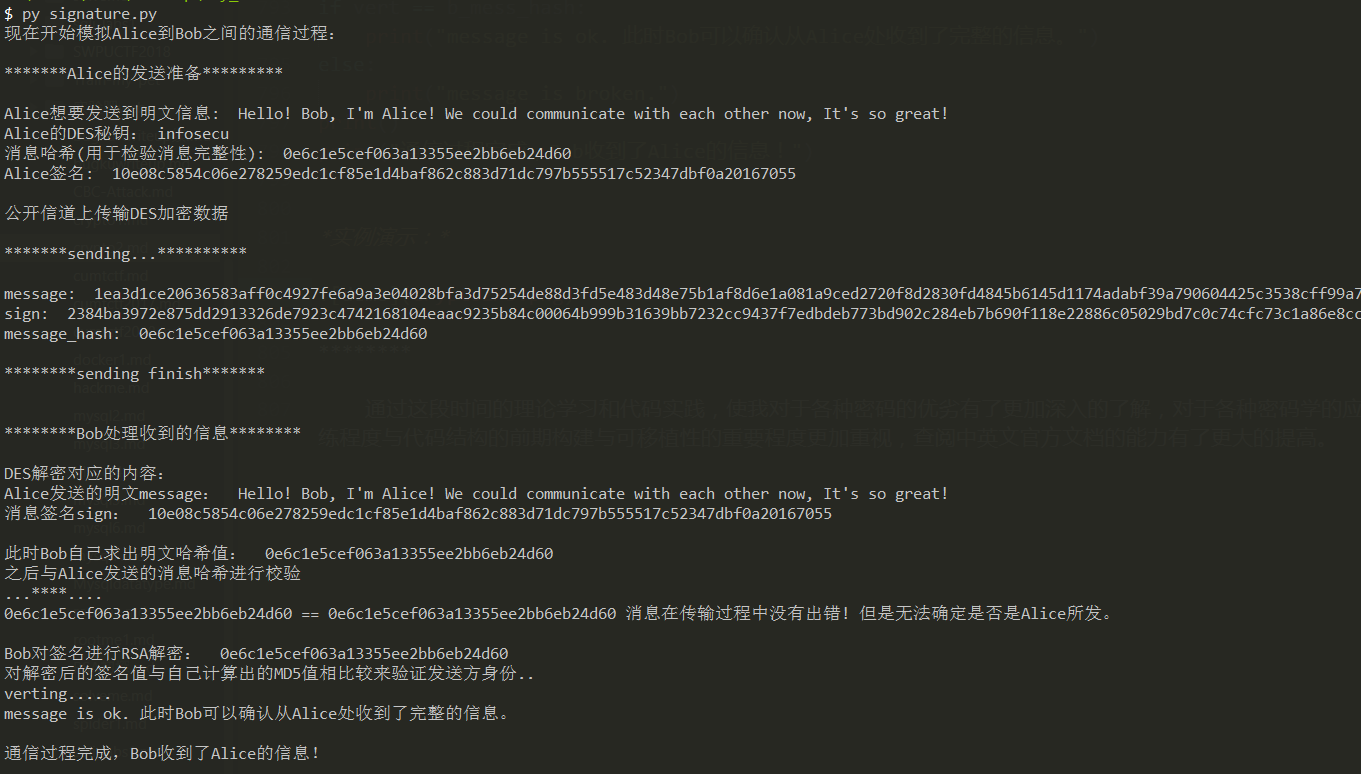 $ py signature.py
现在开始模拟Alice到Bob之间的通信过程:
*******Alice的发送准备*********
Alice想要发送到明文信息: Hello! Bob, I'm Alice! We could communicate with each other now, It's so great!
Alice的DES秘钥: infosecu
消息哈希(用于检验消息完整性): 0e6c1e5cef063a13355ee2bb6eb24d60
Alice签名: 10e08c5854c06e278259edc1cf85e1d4baf862c883d71dc797b555517c52347dbf0a20167055
公开信道上传输DES加密数据
*******sending...**********
message: 1ea3d1ce20636583aff0c4927fe6a9a3e04028bfa3d75254de88d3fd5e483d48e75b1af8d6e1a081a9ced2720f8d2830fd4845b6145d1174adabf39a790604425c3538cff99a7
sign: 2384ba3972e875dd2913326de7923c4742168104eaac9235b84c00064b999b31639bb7232cc9437f7edbdeb773bd902c284eb7b690f118e22886c05029bd7c0c74cfc73c1a86e8cc
message_hash: 0e6c1e5cef063a13355ee2bb6eb24d60
********sending finish*******
********Bob处理收到的信息********
DES解密对应的内容:
Alice发送的明文message: Hello! Bob, I'm Alice! We could communicate with each other now, It's so great!
消息签名sign: 10e08c5854c06e278259edc1cf85e1d4baf862c883d71dc797b555517c52347dbf0a20167055
此时Bob自己求出明文哈希值: 0e6c1e5cef063a13355ee2bb6eb24d60
之后与Alice发送的消息哈希进行校验
...****....
0e6c1e5cef063a13355ee2bb6eb24d60 == 0e6c1e5cef063a13355ee2bb6eb24d60 消息在传输过程中没有出错! 但是无法确定是否是Alice所发。
Bob对签名进行RSA解密: 0e6c1e5cef063a13355ee2bb6eb24d60
对解密后的签名值与自己计算出的MD5值相比较来验证发送方身份..
verting.....
message is ok. 此时Bob可以确认从Alice处收到了完整的信息。
通信过程完成, Bob收到了Alice的信息!